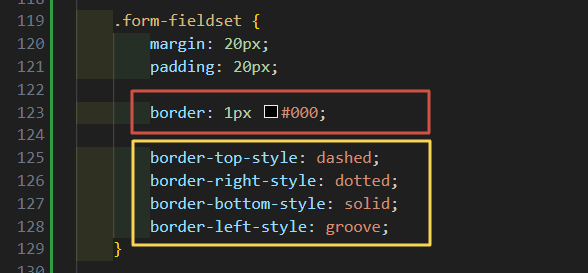 119 .form-fieldset {
120 margin: 20px;
121 padding: 20px;
122
123 border: 1px #000;
124
125 border-top-style: dashed;
126 border-right-style: dotted;
127 border-bottom-style: solid;
128 border-left-style: groove;
129 }